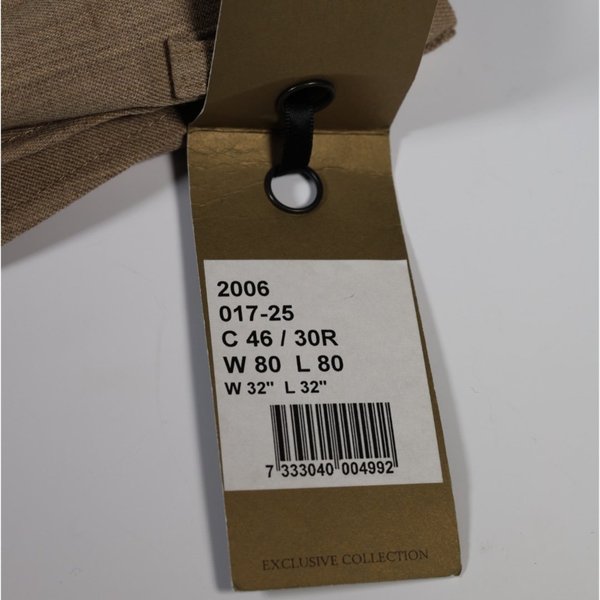 2006
017-25
C 46 / 30R
W 80 L 80
W 32" L 32"
7 333040 004992
EXCLUSIVE COLLECTION